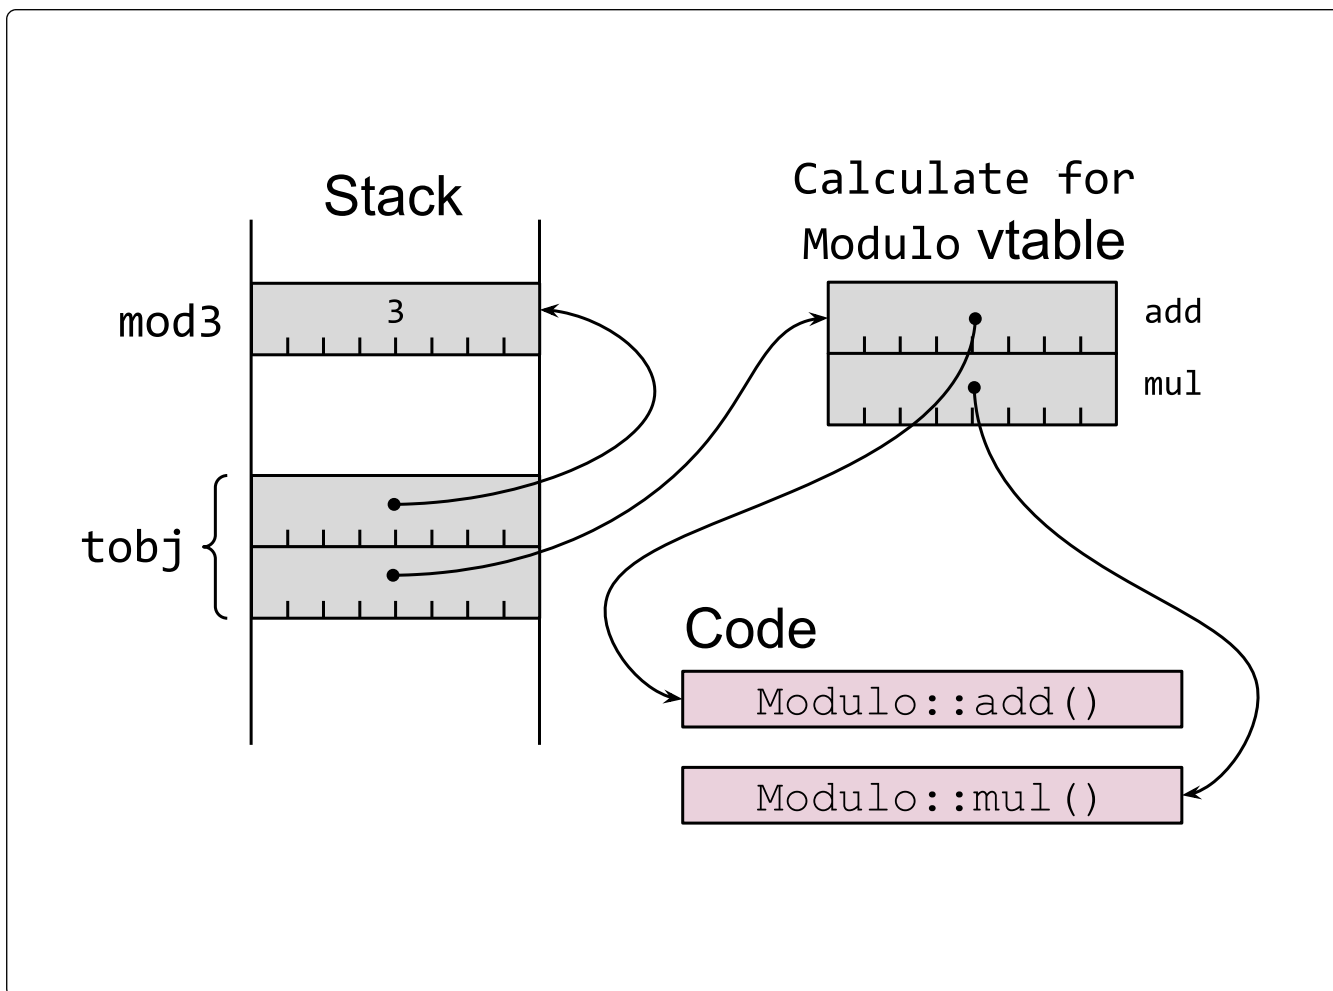 Stack
Calculate for
Modulo vtable
mod3
3
add
mul
tobj
Code
Modulo::add()
Modulo::mul()